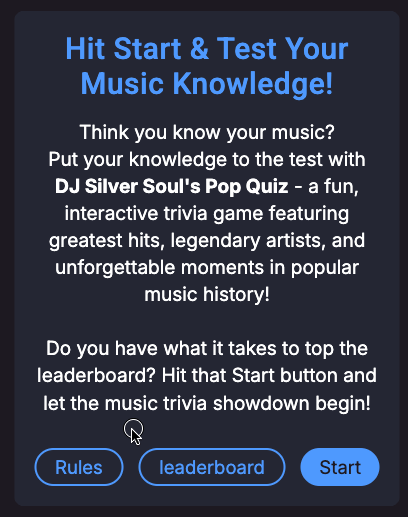 Hit Start & Test Your
Music Knowledge!
Think you know your music?
Put your knowledge to the test with
DJ Silver Soul's Pop Quiz - a fun,
interactive trivia game featuring
greatest hits, legendary artists, and
unforgettable moments in popular
music history!
Do you have what it takes to top the
leaderboard? Hit that Start button and
let the music trivia showdown begin!
Rules
leaderboard
Start